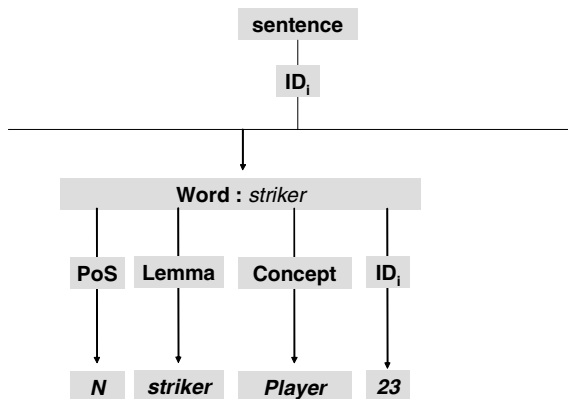 sentence
IDi
Word : striker
PoS Lemma Concept IDi
N striker Player 23